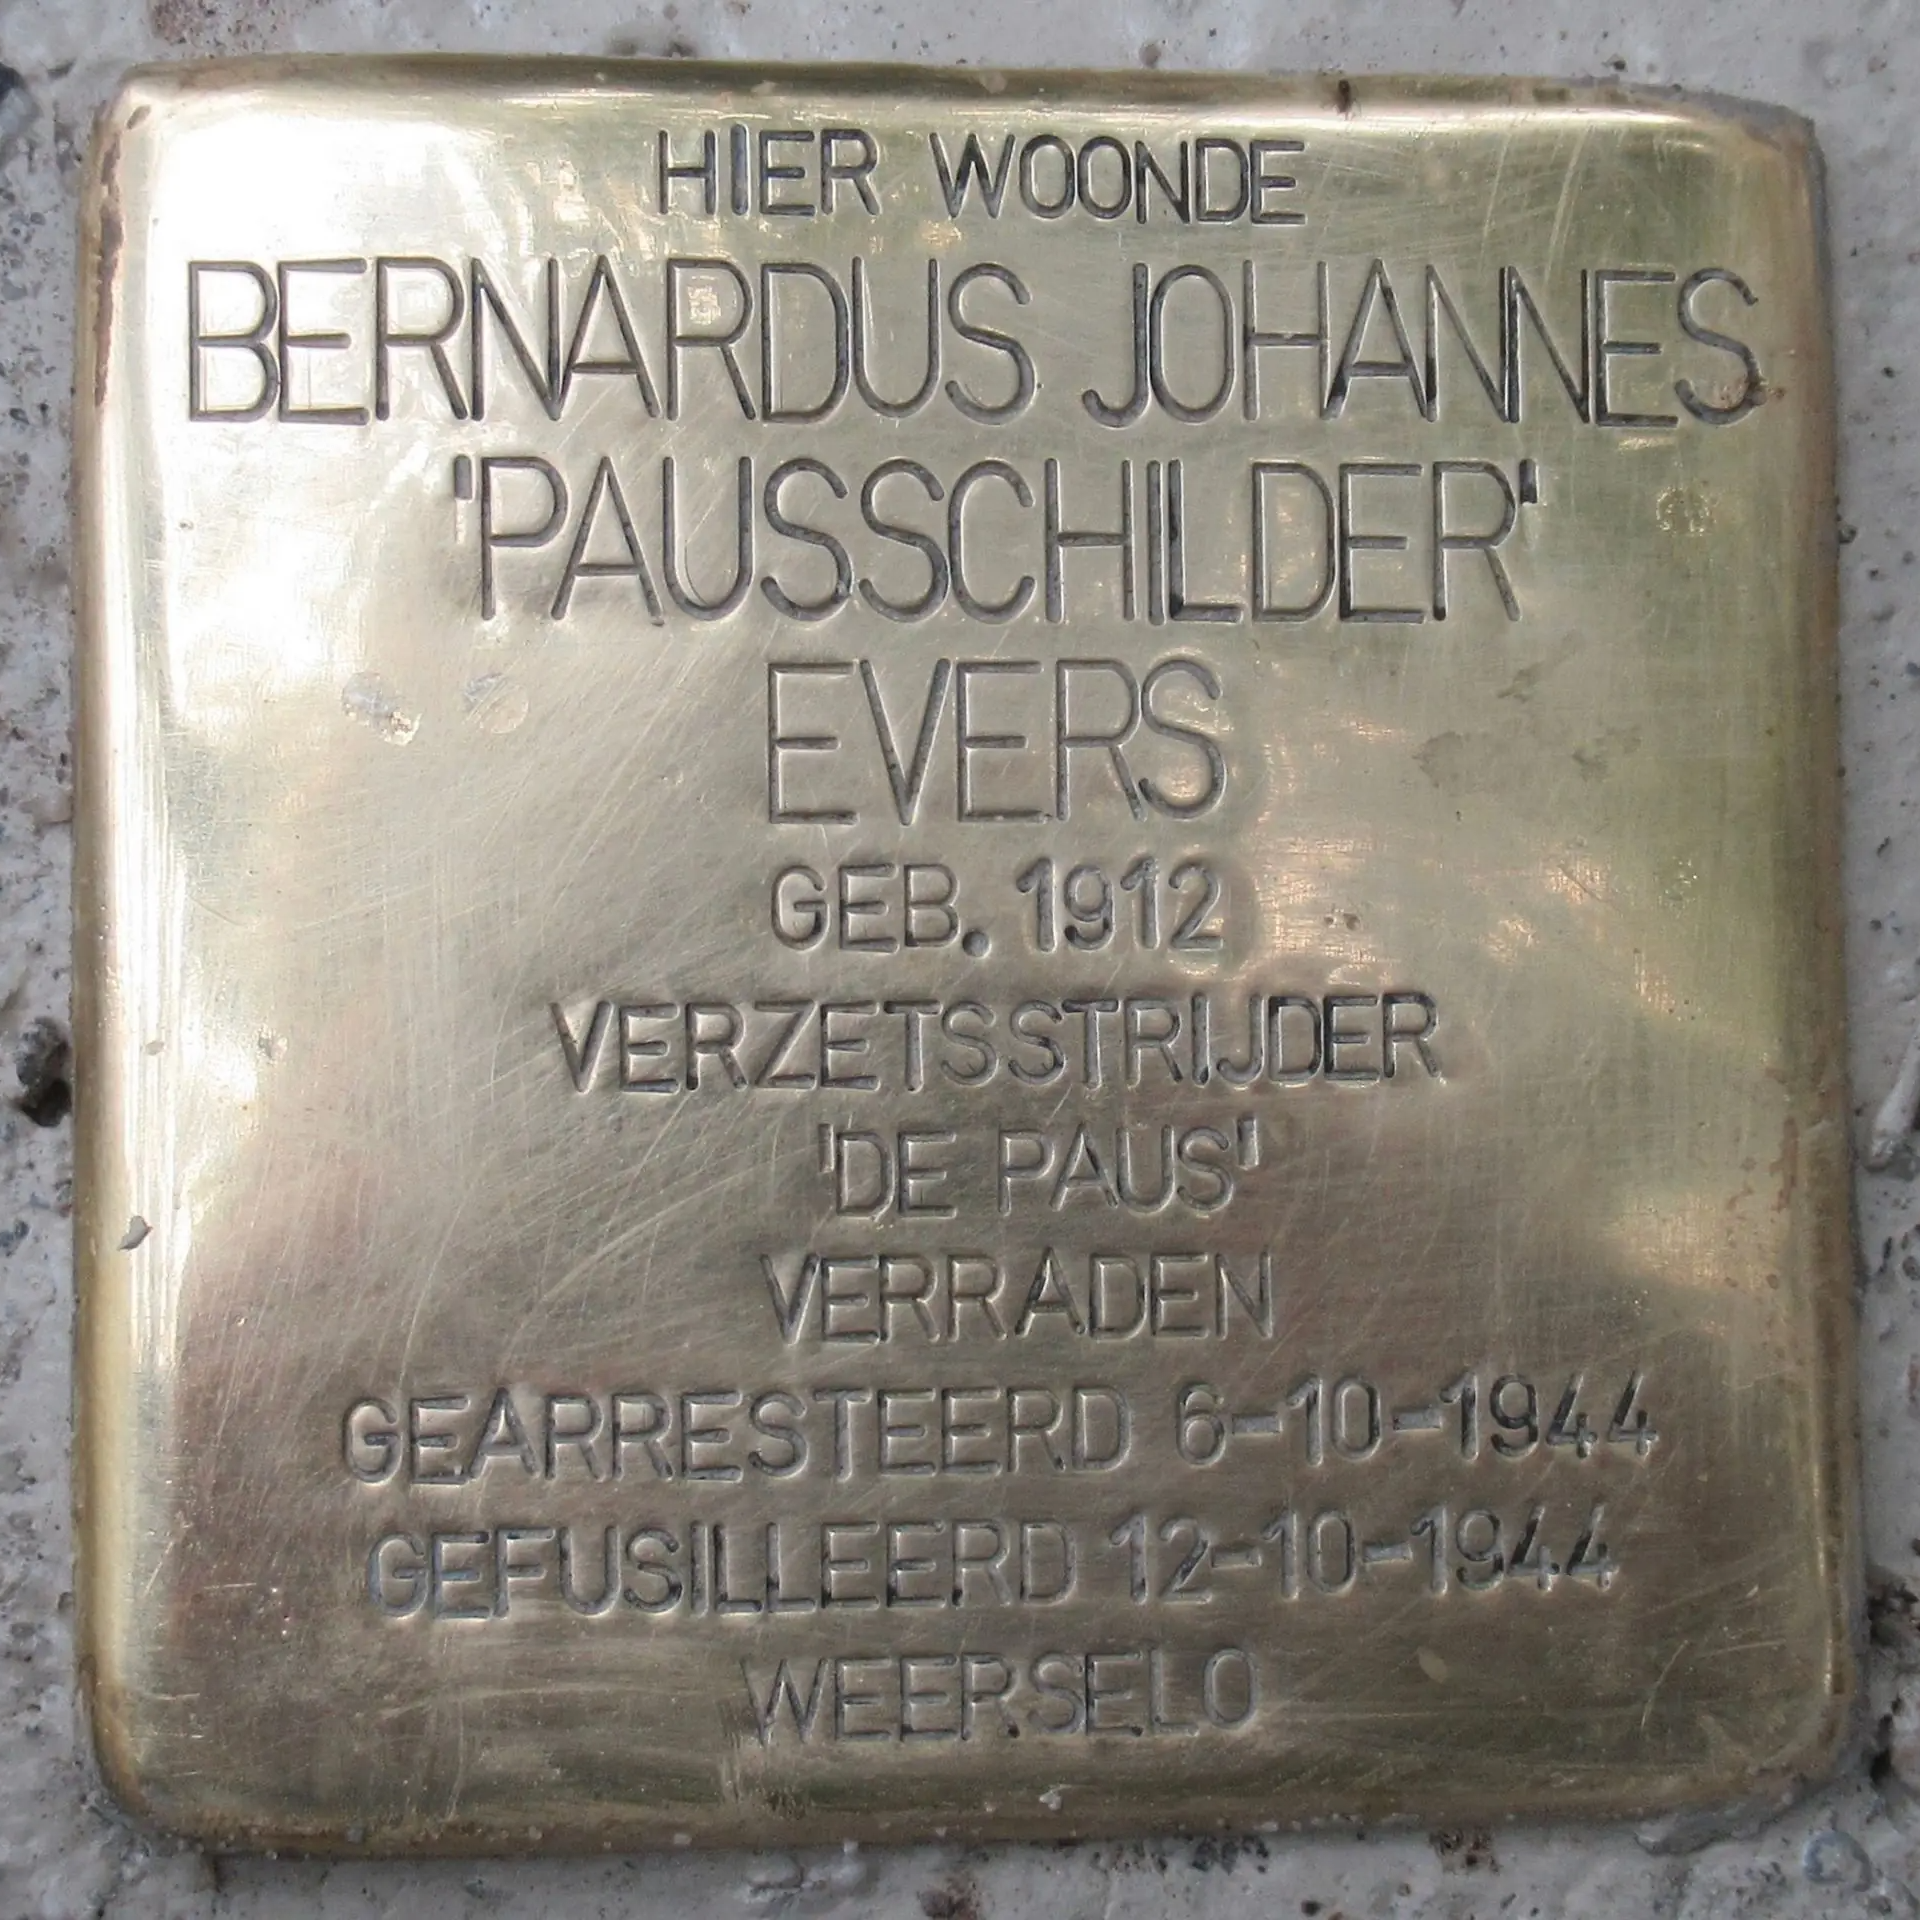 HIER WOONDE
BERNARDUS JOHANNES
'PAUSSCHILDER'
EVERS
GEB. 1912
VERZETSSTRIJDER
'DE PAUS'
VERRADEN
GEARRESTEERD 6-10-1944
GEFUSILLEERD 12-10-1944
WEERSELO